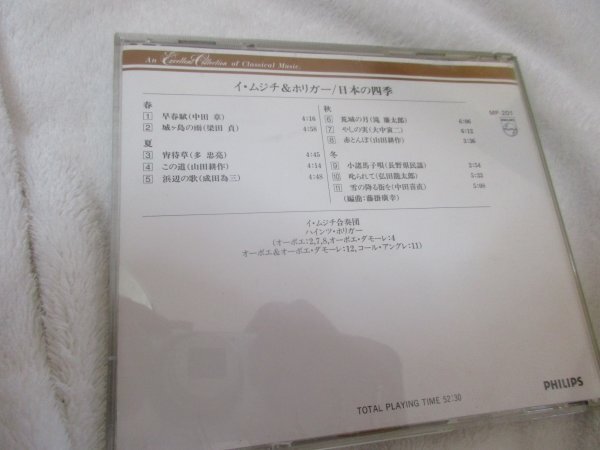 An Excellent Collection of Classical Music.
イ・ムジチ&ホリガー/日本の四季
MP 201
PHILIPS
春
1 早春賦(中田 章) 4:16
2 城ヶ島の雨(梁田 貞) 4:58
夏
3 宵待草(多 忠亮) 4:45
4 この道(山田耕作) 4:14
5 浜辺の歌(成田為三) 4:48
秋
6 荒城の月(滝 廉太郎) 6:06
7 やしの実(大中寅二) 6:12
8 赤とんぼ(山田耕作) 3:36
冬
9 小諸馬子唄(長野県民謡) 2:54
10 叱られて(弘田龍太郎) 5:33
11 雪の降る街を(中田喜直) 5:08
(編曲:藤掛廣幸)
イ・ムジチ合奏団
ハインツ・ホリガー
(オーボエ:2,7,8,オーボエ・ダモーレ:4
オーボエ&オーボエ・ダモーレ:12,コール・アングレ:11)
PHILIPS
TOTAL PLAYING TIME 52:30